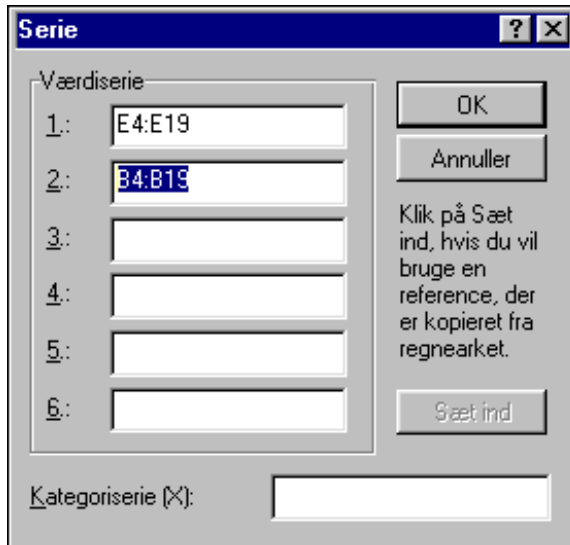 Serie
? ×
Værdiserie
1.: E4:E19
2.: B4:B19
3.:
4.:
5.:
6.:
OK
Annuller
Klik på Sæt
ind, hvis du vil
bruge en
reference, der
er kopieret fra
regnearket.
Sæt ind
Kategoriserie (X):